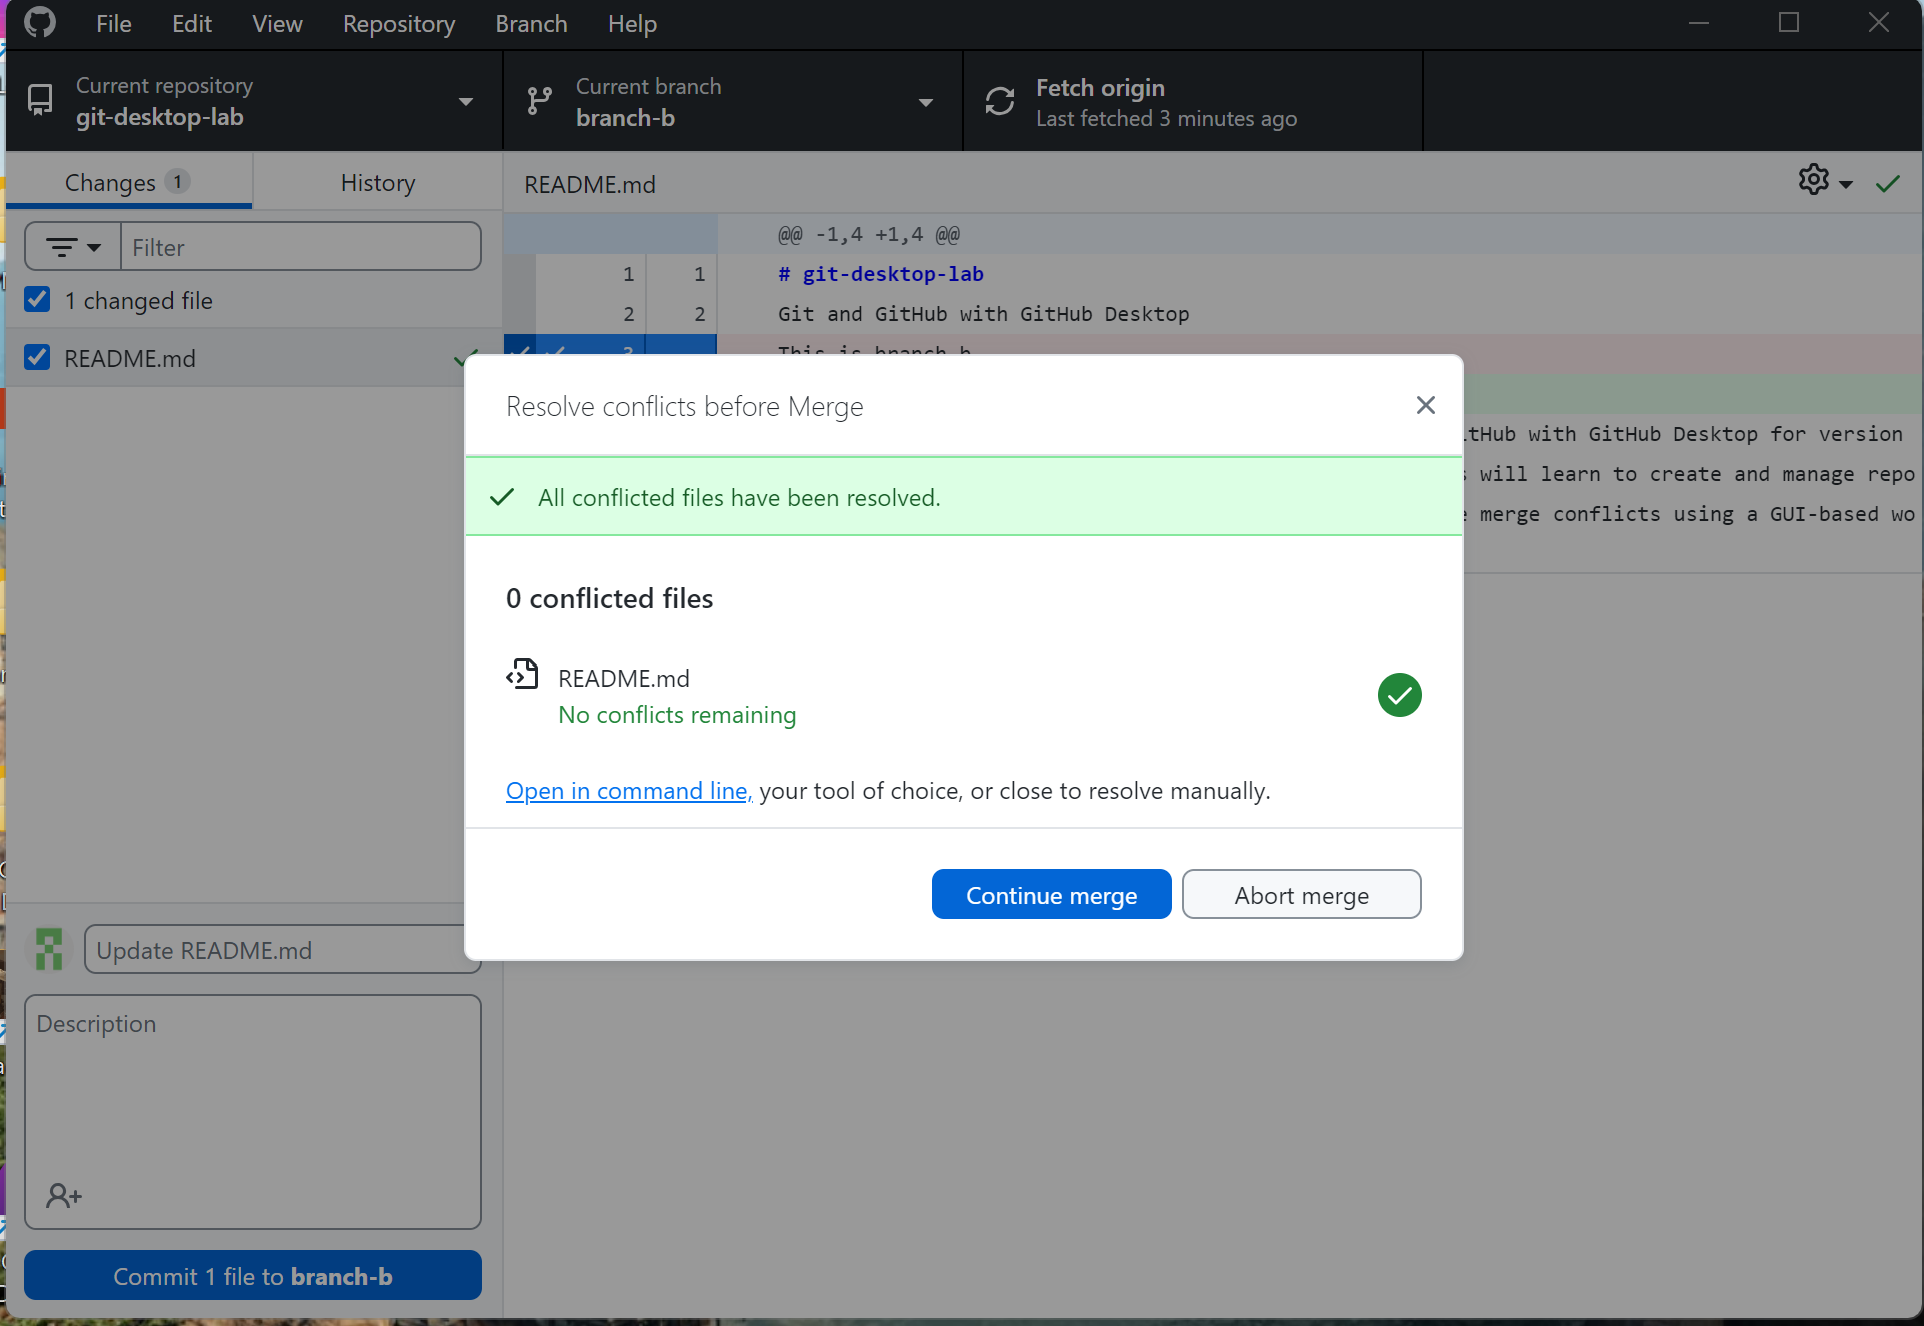 File Edit View Repository Branch Help
Current repository
git-desktop-lab
Current branch
branch-b
Fetch origin
Last fetched 3 minutes ago
Changes 1
History
Filter
1 changed file
README.md
README.md
@@ -1,4 +1,4 @@
1 1 # git-desktop-lab
2 2 Git and GitHub with GitHub Desktop
3 This is branch-b
with GitHub Desktop for version
will learn to create and manage repo
merge conflicts using a GUI-based wo
Resolve conflicts before Merge
All conflicted files have been resolved.
0 conflicted files
README.md
No conflicts remaining
Open in command line, your tool of choice, or close to resolve manually.
Continue merge
Abort merge
Update README.md
Description
Commit 1 file to branch-b